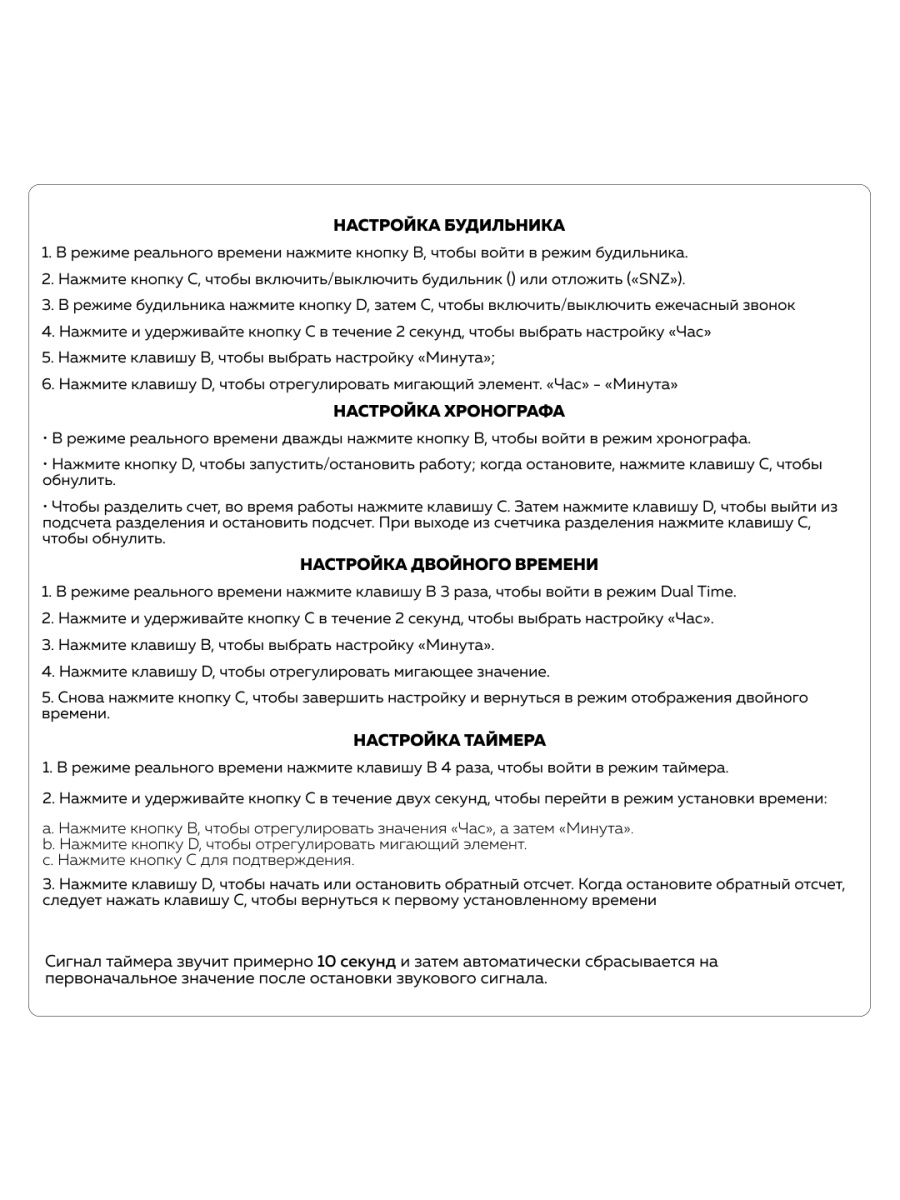 НАСТРОЙКА БУДИЛЬНИКА
1. В режиме реального времени нажмите кнопку B, чтобы войти в режим будильника.
2. Нажмите кнопку C, чтобы включить/выключить будильник () или отложить («SNZ»).
3. В режиме будильника нажмите кнопку D, затем C, чтобы включить/выключить ежечасный звонок
4. Нажмите и удерживайте кнопку C в течение 2 секунд, чтобы выбрать настройку «Час»
5. Нажмите клавишу B, чтобы выбрать настройку «Минута»;
6. Нажмите клавишу D, чтобы отрегулировать мигающий элемент. «Час» - «Минута»
НАСТРОЙКА ХРОНОГРАФА
• В режиме реального времени дважды нажмите кнопку B, чтобы войти в режим хронографа.
• Нажмите кнопку D, чтобы запустить/остановить работу; когда остановите, нажмите клавишу C, чтобы
обнулить.
• Чтобы разделить счет, во время работы нажмите клавишу C. Затем нажмите клавишу D, чтобы выйти из
подсчета разделения и остановить подсчет. При выходе из счетчика разделения нажмите клавишу C,
чтобы обнулить.
НАСТРОЙКА ДВОЙНОГО ВРЕМЕНИ
1. В режиме реального времени нажмите клавишу B 3 раза, чтобы войти в режим Dual Time.
2. Нажмите и удерживайте кнопку C в течение 2 секунд, чтобы выбрать настройку «Час».
3. Нажмите клавишу B, чтобы выбрать настройку «Минута».
4. Нажмите клавишу D, чтобы отрегулировать мигающее значение.
5. Снова нажмите кнопку C, чтобы завершить настройку и вернуться в режим отображения двойного
времени.
НАСТРОЙКА ТАЙМЕРА
1. В режиме реального времени нажмите клавишу B 4 раза, чтобы войти в режим таймера.
2. Нажмите и удерживайте кнопку C в течение двух секунд, чтобы перейти в режим установки времени:
a. Нажмите кнопку B, чтобы отрегулировать значения «Час», а затем «Минута».
b. Нажмите кнопку D, чтобы отрегулировать мигающий элемент.
c. Нажмите кнопку C для подтверждения.
3. Нажмите клавишу D, чтобы начать или остановить обратный отсчет. Когда остановите обратный отсчет,
следует нажать клавишу C, чтобы вернуться к первому установленному времени
Сигнал таймера звучит примерно 10 секунд и затем автоматически сбрасывается на
первоначальное значение после остановки звукового сигнала.